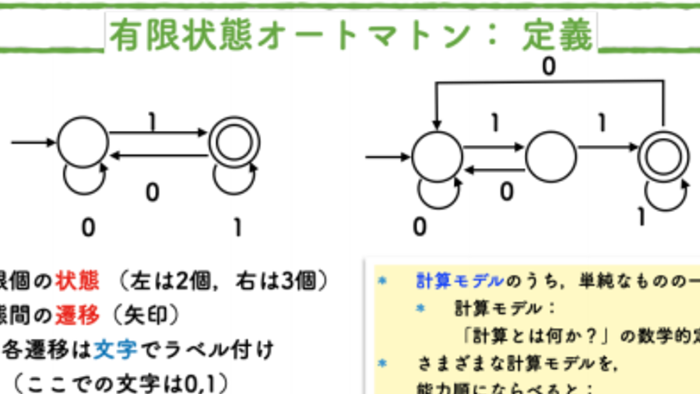 有限状態オートマトン： 定義
0
1
0
0
1
1
1
0
0
1
限個の状態 （左は2個，右は3個）
態間の遷移（矢印）
各遷移は文字でラベル付け
（ここでの文字は0,1）
* 計算モデルのうち，単純なものの一
* 計算モデル：
「計算とは何か？」の数学的定
* さまざまな計算モデルを，
能力順にならべると：